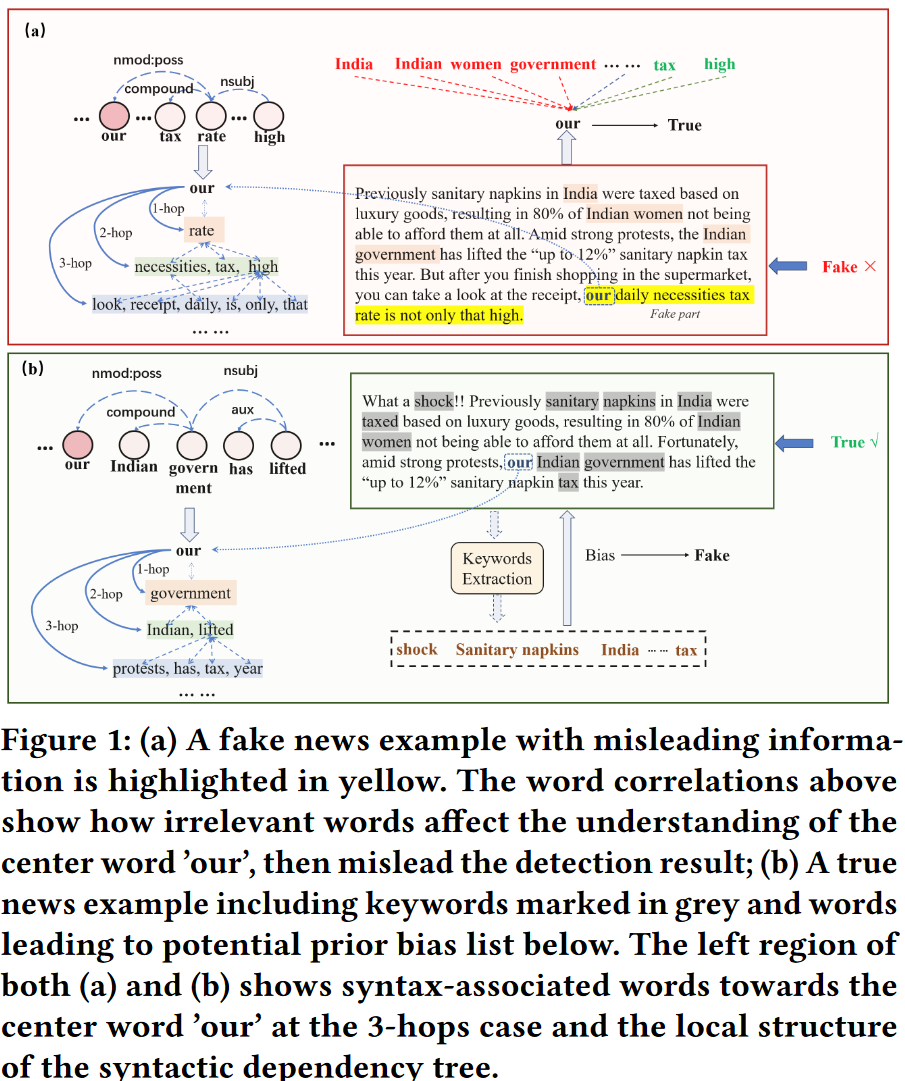 (a)
nmod:poss
compound
nsubj
... our ... tax rate ... high
our
1-hop
rate
2-hop
necessities, tax, high
3-hop
look, receipt, daily, is, only, that
... ...
India Indian women government ... ... tax high
our True
Previously sanitary napkins in India were taxed based on
luxury goods, resulting in 80% of Indian women not being
able to afford them at all. Amid strong protests, the Indian
government has lifted the “up to 12%” sanitary napkin tax
this year. But after you finish shopping in the supermarket,
you can take a look at the receipt, our daily necessities tax
rate is not only that high.
Fake part
Fake ×
(b)
nmod:poss
nsubj
compound
aux
... our Indian govern has lifted ...
ment
our
1-hop
government
2-hop
Indian, lifted
3-hop
protests, has, tax, year
... ...
What a shock!! Previously sanitary napkins in India were
taxed based on luxury goods, resulting in 80% of Indian
women not being able to afford them at all. Fortunately,
amid strong protests, our Indian government has lifted the
“up to 12%” sanitary napkin tax this year.
True √
Keywords
Extraction
Bias Fake
shock Sanitary napkins India ... ... tax
Figure 1: (a) A fake news example with misleading informa-
tion is highlighted in yellow. The word correlations above
show how irrelevant words affect the understanding of the
center word ’our’, then mislead the detection result; (b) A true
news example including keywords marked in grey and words
leading to potential prior bias list below. The left region of
both (a) and (b) shows syntax-associated words towards the
center word ’our’ at the 3-hops case and the local structure
of the syntactic dependency tree.